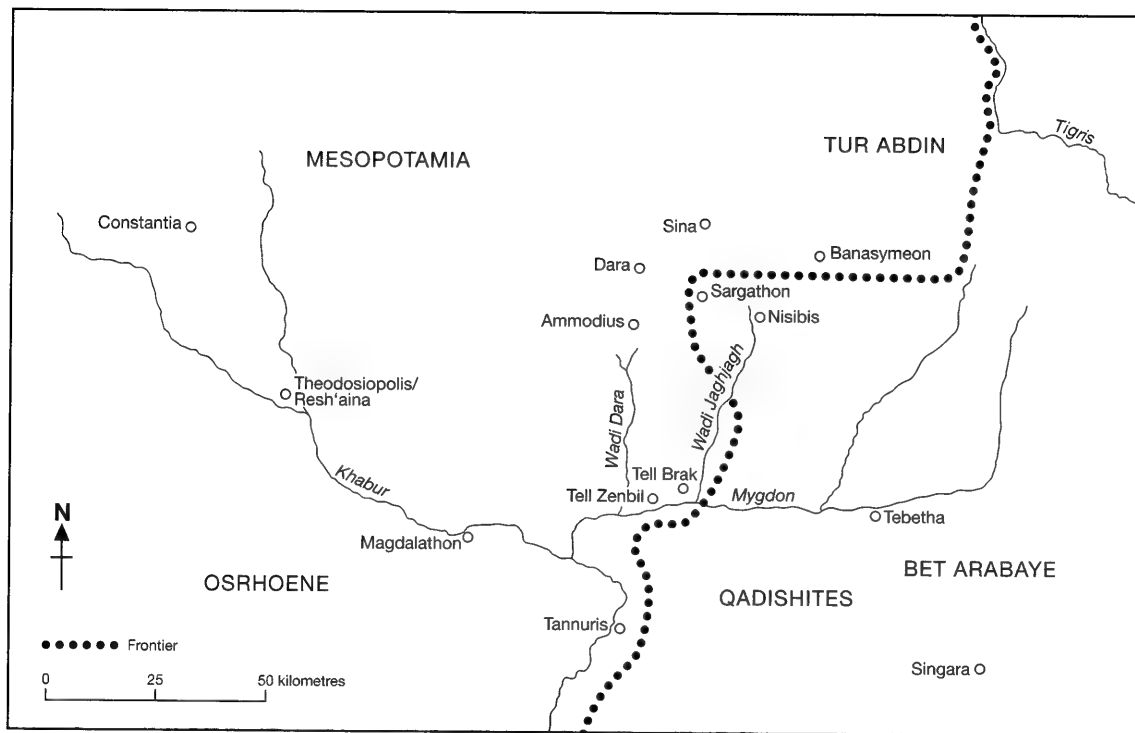 Tigris
TUR ABDIN
MESOPOTAMIA
Constantia
Sina
Banasymeon
Dara
Sargathon
Ammodius
Nisibis
Wadi Jaghjagh
Theodosiopolis/
Resh‘aina
Wadi Dara
Khabur
Tell Brak
Tell Zenbil
Mygdon
Tebetha
N
Magdalathon
BET ARABAYE
OSRHOENE
QADISHITES
Tannuris
Frontier
Singara
0 25 50 kilometres